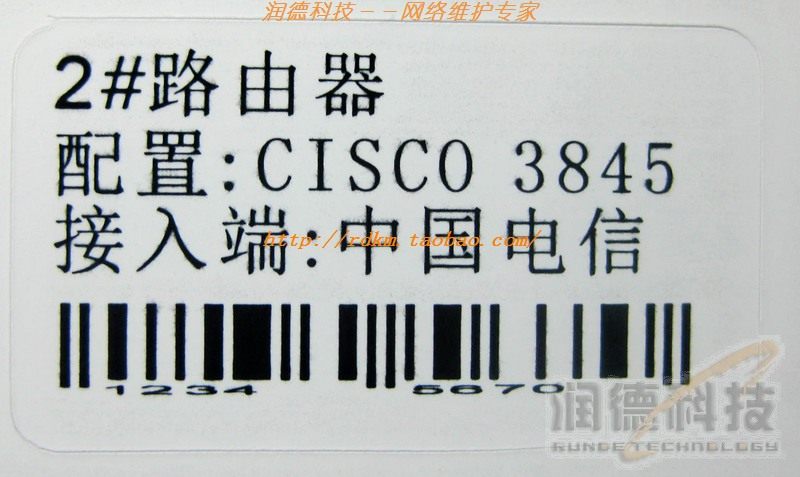 润德科技－－网络维护专家
2#路由器
配置:CISCO 3845
接入端:中国电信
http://rdkm.taobao.com/
1234 5670
润德科技
RUNDE TECHNOLOGY